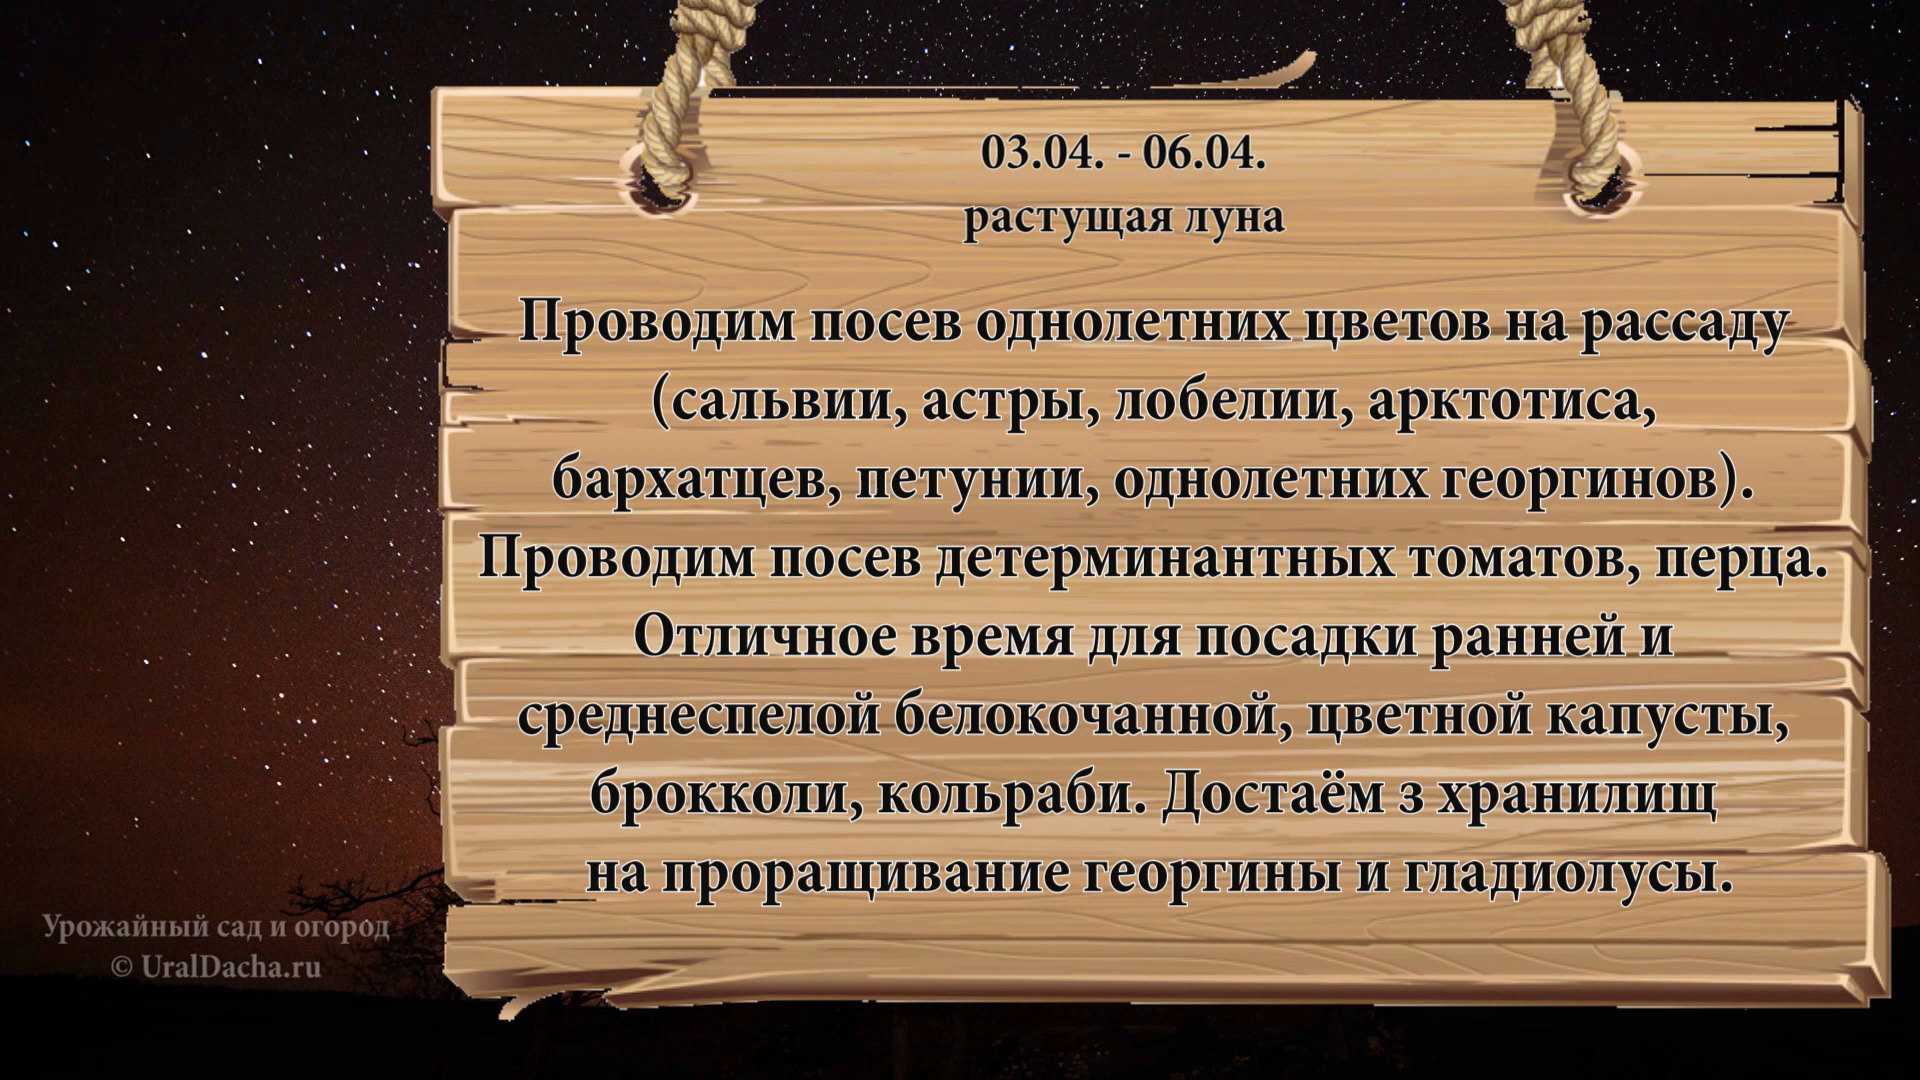 03.04. - 06.04.
растущая луна
Проводим посев однолетних цветов на рассаду
(сальвии, астры, лобелии, арктотиса,
бархатцев, петунии, однолетних георгинов).
Проводим посев детерминантных томатов, перца.
Отличное время для посадки ранней и
среднеспелой белокочанной, цветной капусты,
брокколи, кольраби. Достаём з хранилищ
на проращивание георгины и гладиолусы.
Урожайный сад и огород
© UralDacha.ru